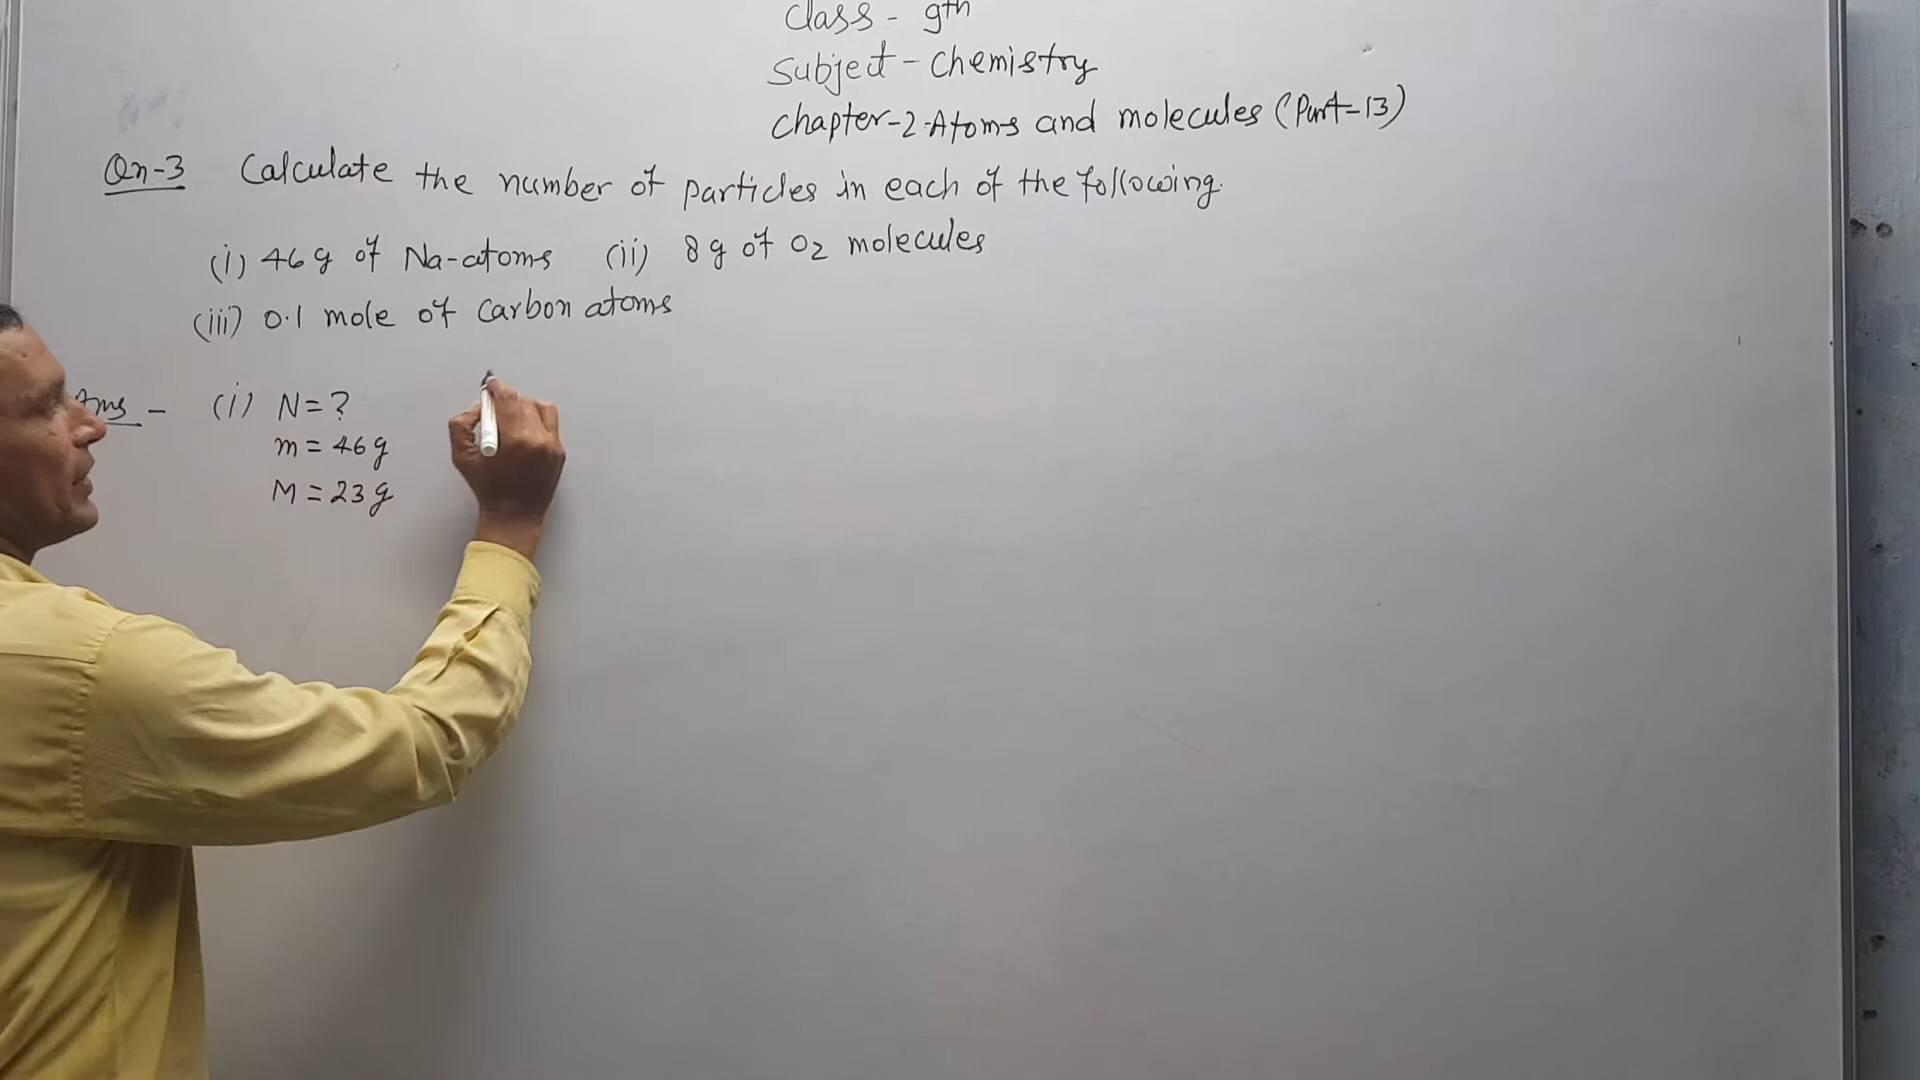 Class - 9th
Subject - Chemistry
Chapter-2-Atoms and molecules (Part-13)
Qn-3 Calculate the number of particles in each of the following.
(i) 46 g of Na-atoms (ii) 8 g of O2 molecules
(iii) 0.1 mole of carbon atoms
Ans - (i) N = ?
m = 46 g
M = 23 g